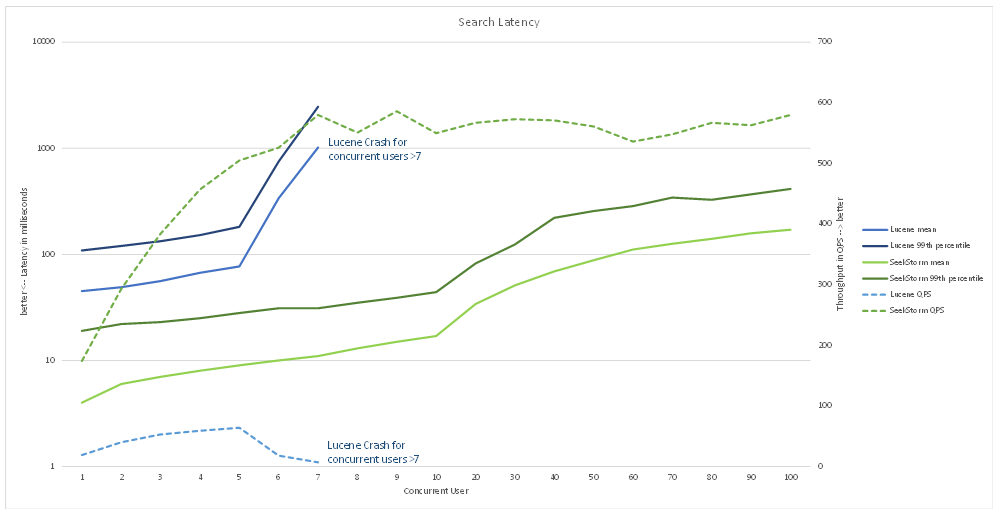 Search Latency
10000
1000
100
10
1
better <-- Latency in milliseconds
700
600
500
400
300
200
100
0
Throughput in QPS --> better
Lucene Crash for
concurrent users >7
Lucene Crash for
concurrent users >7
1 2 3 4 5 6 7 8 9 10 20 30 40 50 60 70 80 90 100
Concurrent User
Lucene mean
Lucene 99th percentile
SeekStorm mean
SeekStorm 99th percentile
Lucene QPS
SeekStorm QPS